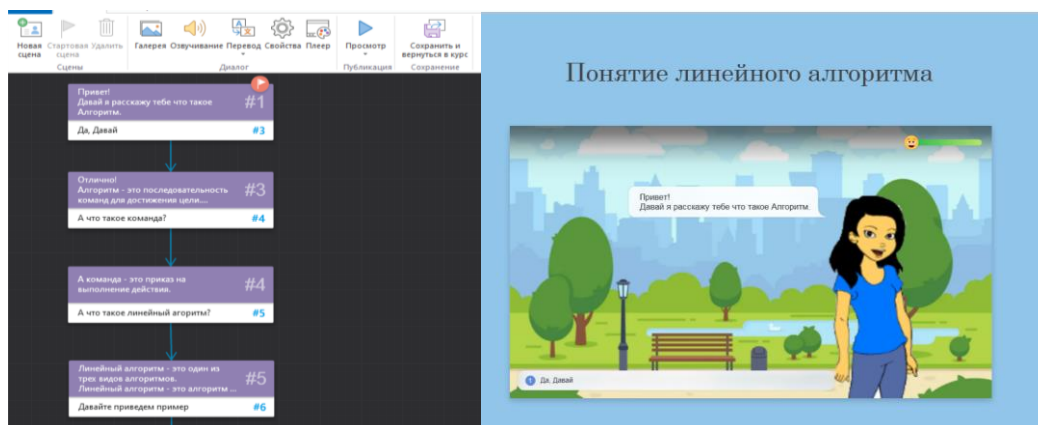 Новая сцена
Стартовая сцена
Удалить
Галерея
Озвучивание
Перевод
Свойства
Плеер
Просмотр
Сохранить и вернуться в курс
Сцены
Диалог
Публикация
Сохранение
Привет!
Давай я расскажу тебе что такое
Алгоритм.
#1
Да, Давай
#3
Отлично!
Алгоритм - это последовательность
команд для достижения цели....
#3
А что такое команда?
#4
А команда - это приказ на
выполнение действия.
#4
А что такое линейный агоритм?
#5
Линейный алгоритм - это один из
трех видов алгоритмов.
Линейный алгоритм - это алгоритм ...
#5
Давайте приведем пример
#6
Понятие линейного алгоритма
Привет!
Давай я расскажу тебе что такое Алгоритм.
1 Да, Давай